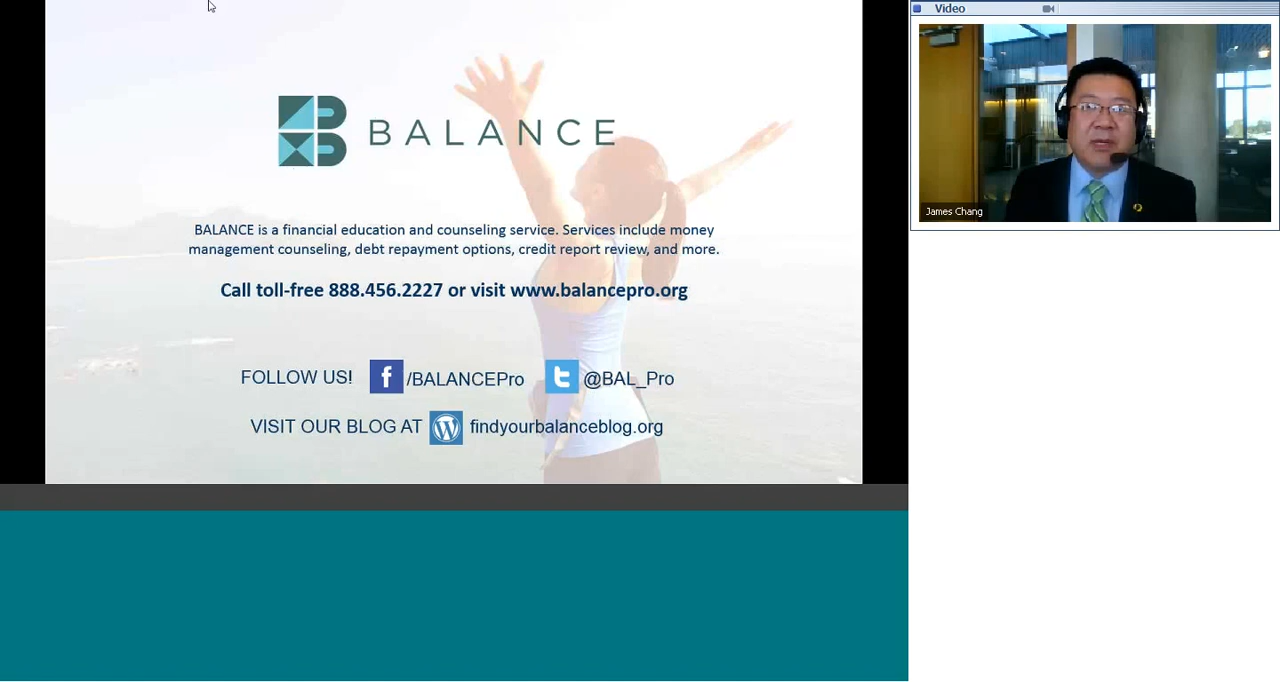 BALANCE
BALANCE is a financial education and counseling service. Services include money
management counseling, debt repayment options, credit report review, and more.
Call toll-free 888.456.2227 or visit www.balancepro.org
FOLLOW US! /BALANCEPro @BAL_Pro
VISIT OUR BLOG AT findyourbalanceblog.org
Video
James Chang